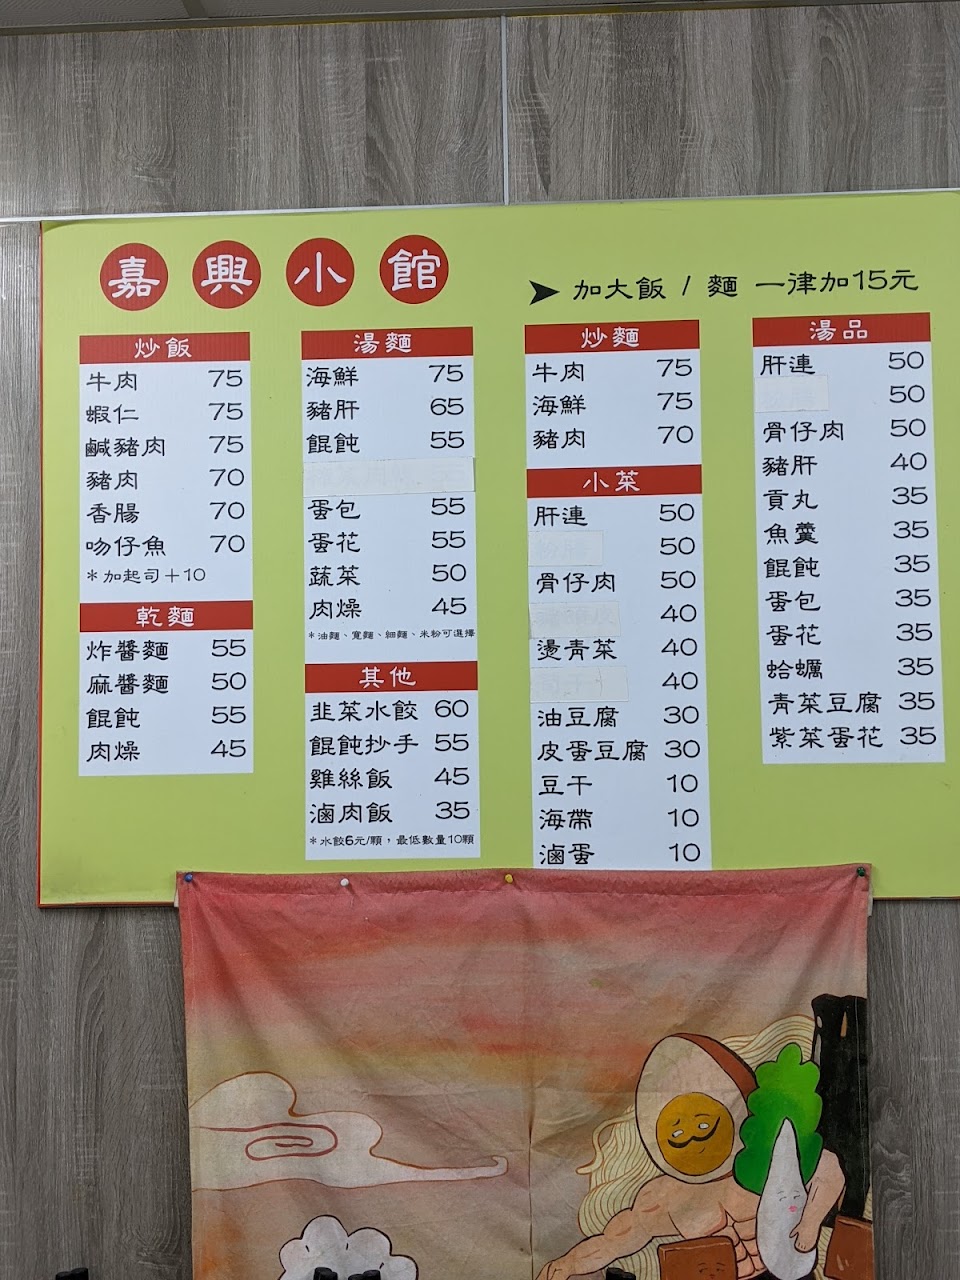 嘉興小館
➤ 加大飯 / 麵 一律加15元
炒飯
牛肉 75
蝦仁 75
鹹豬肉 75
豬肉 70
香腸 70
吻仔魚 70
*加起司＋10
乾麵
炸醬麵 55
麻醬麵 50
餛飩 55
肉燥 45
湯麵
海鮮 75
豬肝 65
餛飩 55
蛋包 55
蛋花 55
蔬菜 50
肉燥 45
*油麵、寬麵、細麵、米粉可選擇
其他
韭菜水餃 60
餛飩抄手 55
雞絲飯 45
滷肉飯 35
*水餃6元/顆，最低數量10顆
炒麵
牛肉 75
海鮮 75
豬肉 70
小菜
肝連 50
50
骨仔肉 50
40
燙青菜 40
40
油豆腐 30
皮蛋豆腐 30
豆干 10
海帶 10
滷蛋 10
湯品
肝連 50
50
骨仔肉 50
豬肝 40
貢丸 35
魚羹 35
餛飩 35
蛋包 35
蛋花 35
蛤蠣 35
青菜豆腐 35
紫菜蛋花 35